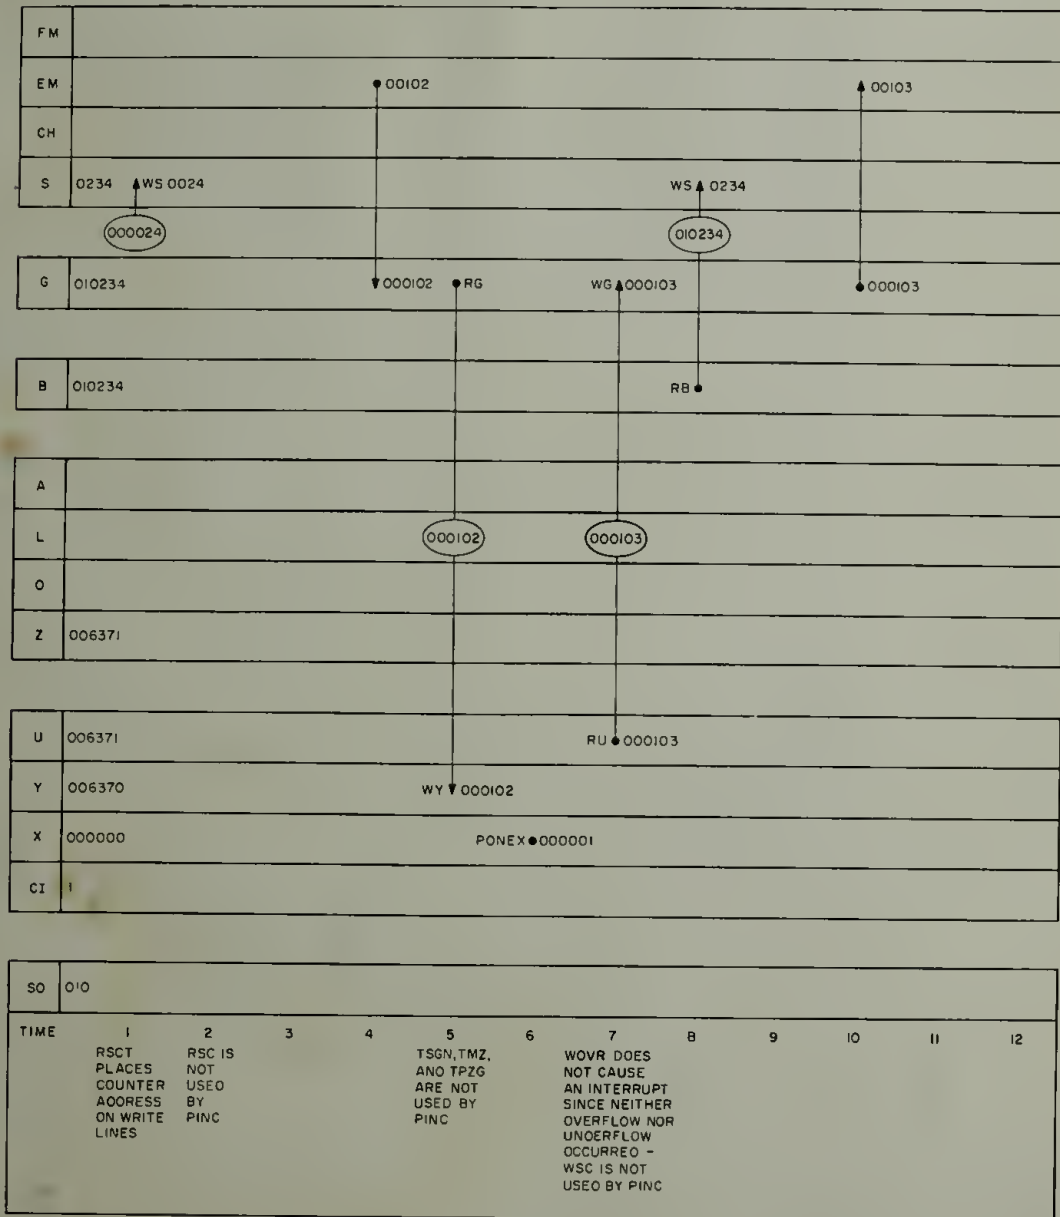 FM
EM 00102 00103
CH
S 0234 WS 0024 WS 0234
000024 010234
G 010234 000102 RG WG 000103 000103
B 010234 RB
A
L 000102 000103
O
Z 006371
U 006371 RU 000103
Y 006370 WY 000102
X 000000 PONEX 000001
CI 1
SO 010
TIME 1 2 3 4 5 6 7 8 9 10 11 12
RSCT RSC IS TSGN,TMZ, WOVR DOES
PLACES NOT ANO TPZG NOT CAUSE
COUNTER USEO ARE NOT AN INTERRUPT
AOORESS BY USED BY SINCE NEITHER
ON WRITE PINC PINC OVERFLOW NOR
LINES UNOERFLOW
OCCURREO -
WSC IS NOT
USEO BY PINC